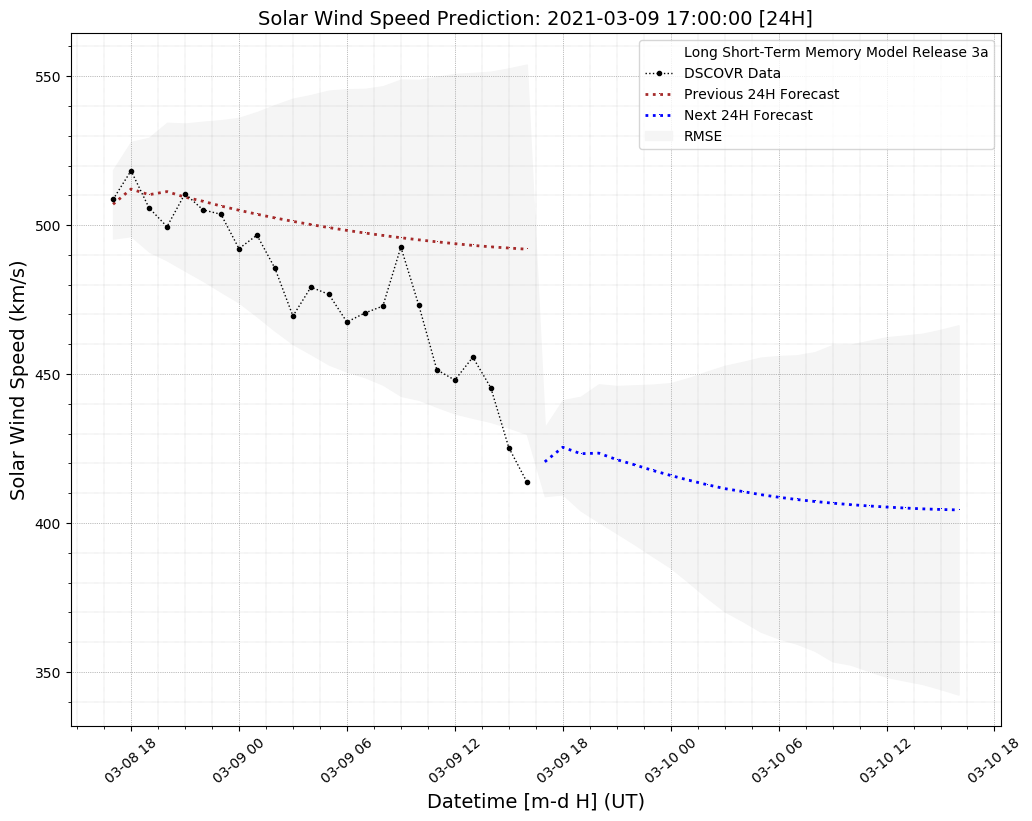 Solar Wind Speed Prediction: 2021-03-09 17:00:00 [24H]
Long Short-Term Memory Model Release 3a
DSCOVR Data
Previous 24H Forecast
Next 24H Forecast
RMSE
Solar Wind Speed (km/s)
550
500
450
400
350
03-08 18
03-09 00
03-09 06
03-09 12
03-09 18
03-10 00
03-10 06
03-10 12
03-10 18
Datetime [m-d H] (UT)